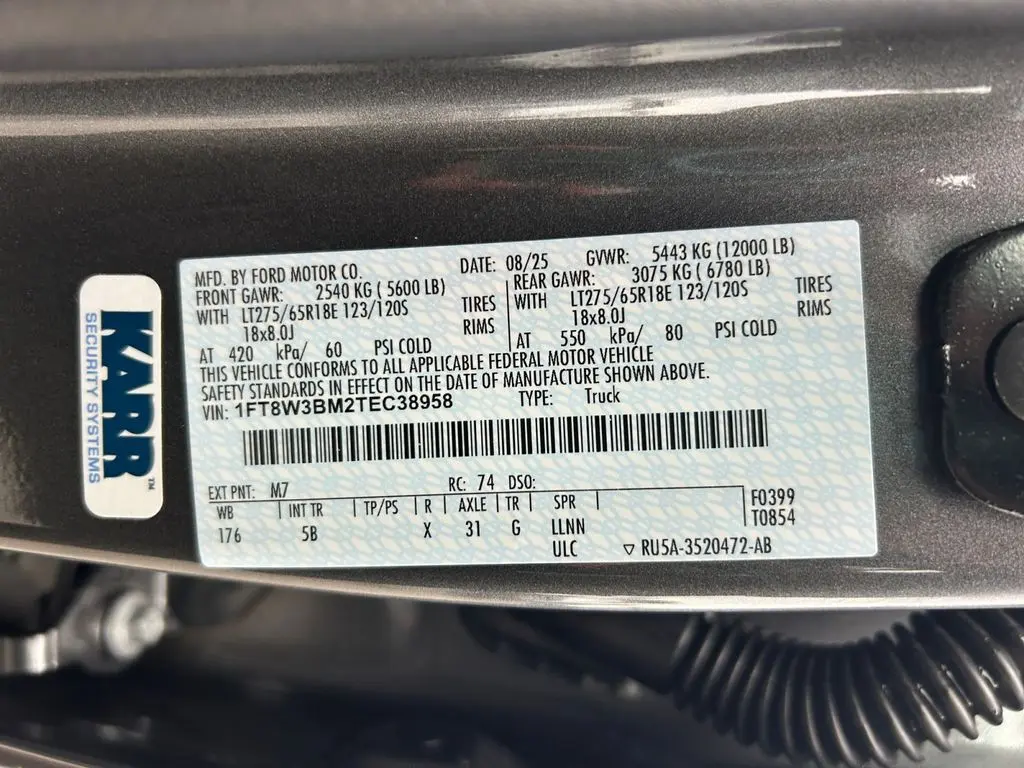 MFD. BY FORD MOTOR CO. DATE: 08/25 GVWR: 5443 KG (12000 LB)
FRONT GAWR: 2540 KG ( 5600 LB) REAR GAWR: 3075 KG ( 6780 LB)
WITH LT275/65R18E 123/120S TIRES WITH LT275/65R18E 123/120S TIRES
18x8.0J RIMS 18x8.0J RIMS
AT 420 kPa/ 60 PSI COLD AT 550 kPa/ 80 PSI COLD
THIS VEHICLE CONFORMS TO ALL APPLICABLE FEDERAL MOTOR VEHICLE
SAFETY STANDARDS IN EFFECT ON THE DATE OF MANUFACTURE SHOWN ABOVE.
VIN: 1FT8W3BM2TEC38958 TYPE: Truck
EXT PNT: M7 RC: 74 DSO:
WB INT TR TP/PS R AXLE TR SPR F0399
176 5B X 31 G LLNN T0854
ULC ▽ RU5A-3520472-AB
KARR™
SECURITY SYSTEMS